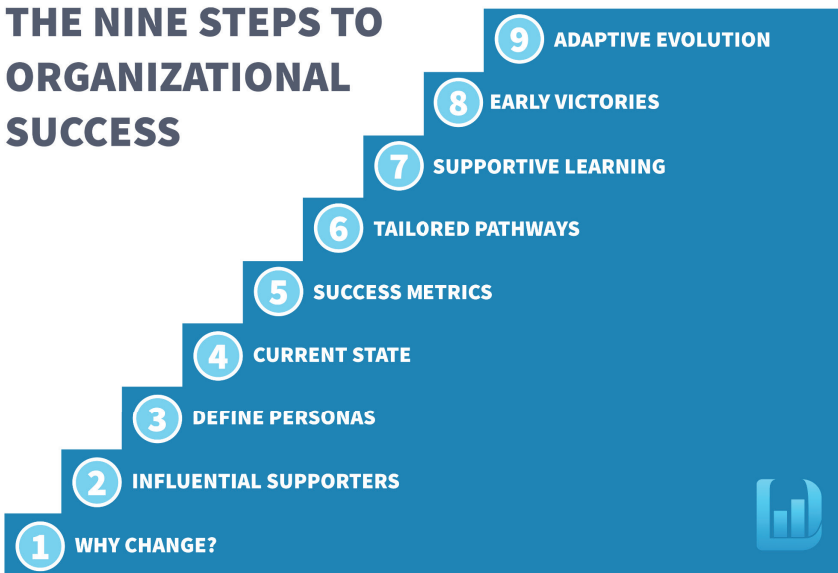 THE NINE STEPS TO
ORGANIZATIONAL
SUCCESS
9 ADAPTIVE EVOLUTION
8 EARLY VICTORIES
7 SUPPORTIVE LEARNING
6 TAILORED PATHWAYS
5 SUCCESS METRICS
4 CURRENT STATE
3 DEFINE PERSONAS
2 INFLUENTIAL SUPPORTERS
1 WHY CHANGE?